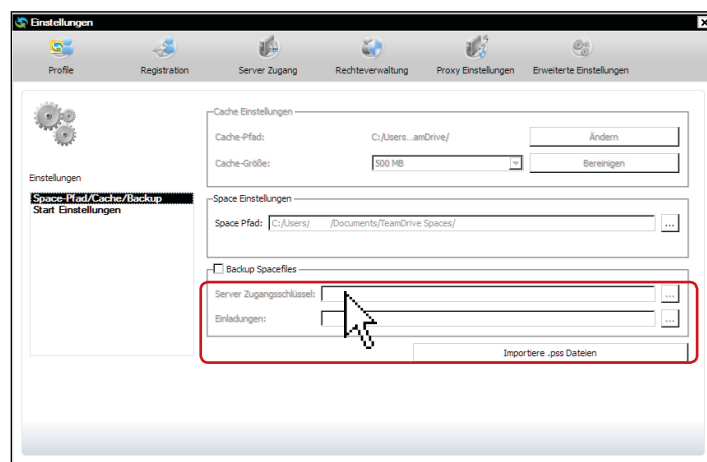 Einstellungen
Profile Registration Server Zugang Rechteverwaltung Proxy Einstellungen Erweiterte Einstellungen
Einstellungen
Space-Pfad/Cache/Backup
Start Einstellungen
Cache Einstellungen
Cache-Pfad: C:/Users...amDrive/ Ändern
Cache-Größe: 500 MB Bereinigen
Space Einstellungen
Space Pfad: C:/Users/ /Documents/TeamDrive Spaces/ ...
Backup Spacefiles
Server Zugangsschlüssel: ...
Einladungen: ...
Importiere .pss Dateien